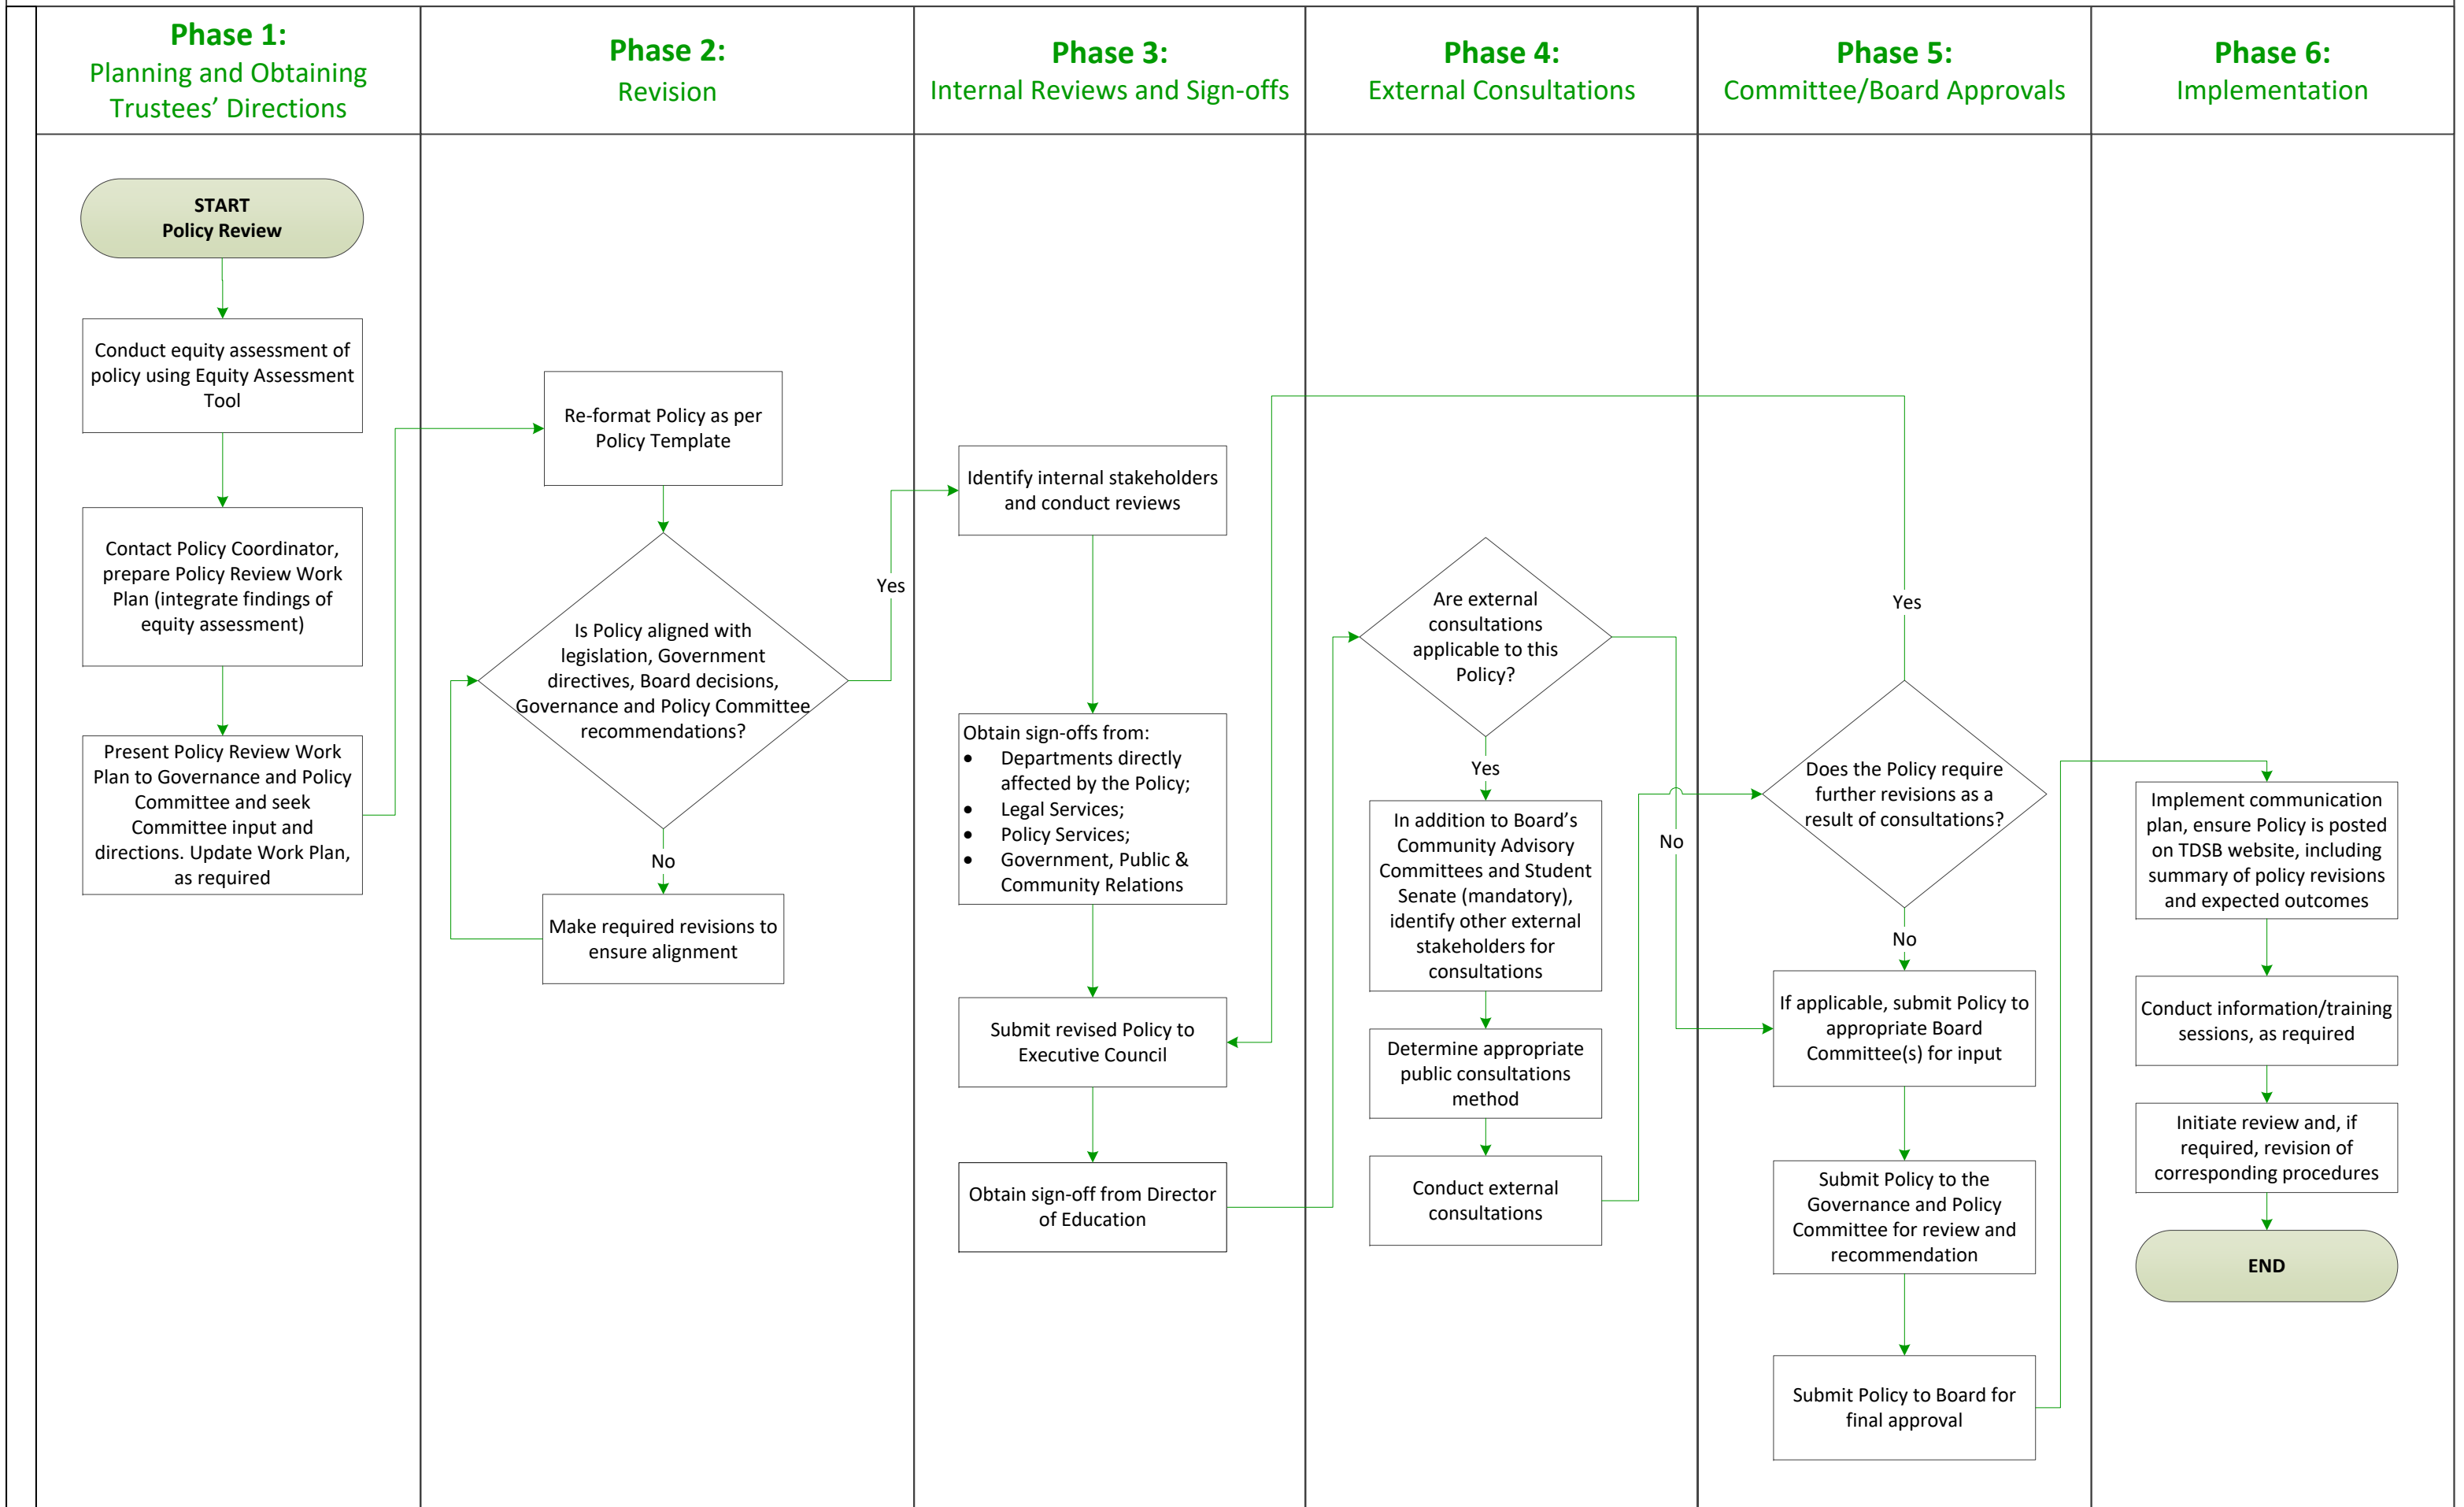 Phase 1:
Planning and Obtaining
Trustees’ Directions
Phase 2:
Revision
Phase 3:
Internal Reviews and Sign-offs
Phase 4:
External Consultations
Phase 5:
Committee/Board Approvals
Phase 6:
Implementation
START
Policy Review
Conduct equity assessment of
policy using Equity Assessment
Tool
Contact Policy Coordinator,
prepare Policy Review Work
Plan (integrate findings of
equity assessment)
Present Policy Review Work
Plan to Governance and Policy
Committee and seek
Committee input and
directions. Update Work Plan,
as required
Re-format Policy as per
Policy Template
Is Policy aligned with
legislation, Government
directives, Board decisions,
Governance and Policy Committee
recommendations?
Yes
No
Make required revisions to
ensure alignment
Identify internal stakeholders
and conduct reviews
Obtain sign-offs from:
• Departments directly
affected by the Policy;
• Legal Services;
• Policy Services;
• Government, Public &
Community Relations
Submit revised Policy to
Executive Council
Obtain sign-off from Director
of Education
Are external
consultations
applicable to this
Policy?
Yes
No
In addition to Board’s
Community Advisory
Committees and Student
Senate (mandatory),
identify other external
stakeholders for
consultations
Determine appropriate
public consultations
method
Conduct external
consultations
Yes
Does the Policy require
further revisions as a
result of consultations?
No
If applicable, submit Policy to
appropriate Board
Committee(s) for input
Submit Policy to the
Governance and Policy
Committee for review and
recommendation
Submit Policy to Board for
final approval
Implement communication
plan, ensure Policy is posted
on TDSB website, including
summary of policy revisions
and expected outcomes
Conduct information/training
sessions, as required
Initiate review and, if
required, revision of
corresponding procedures
END